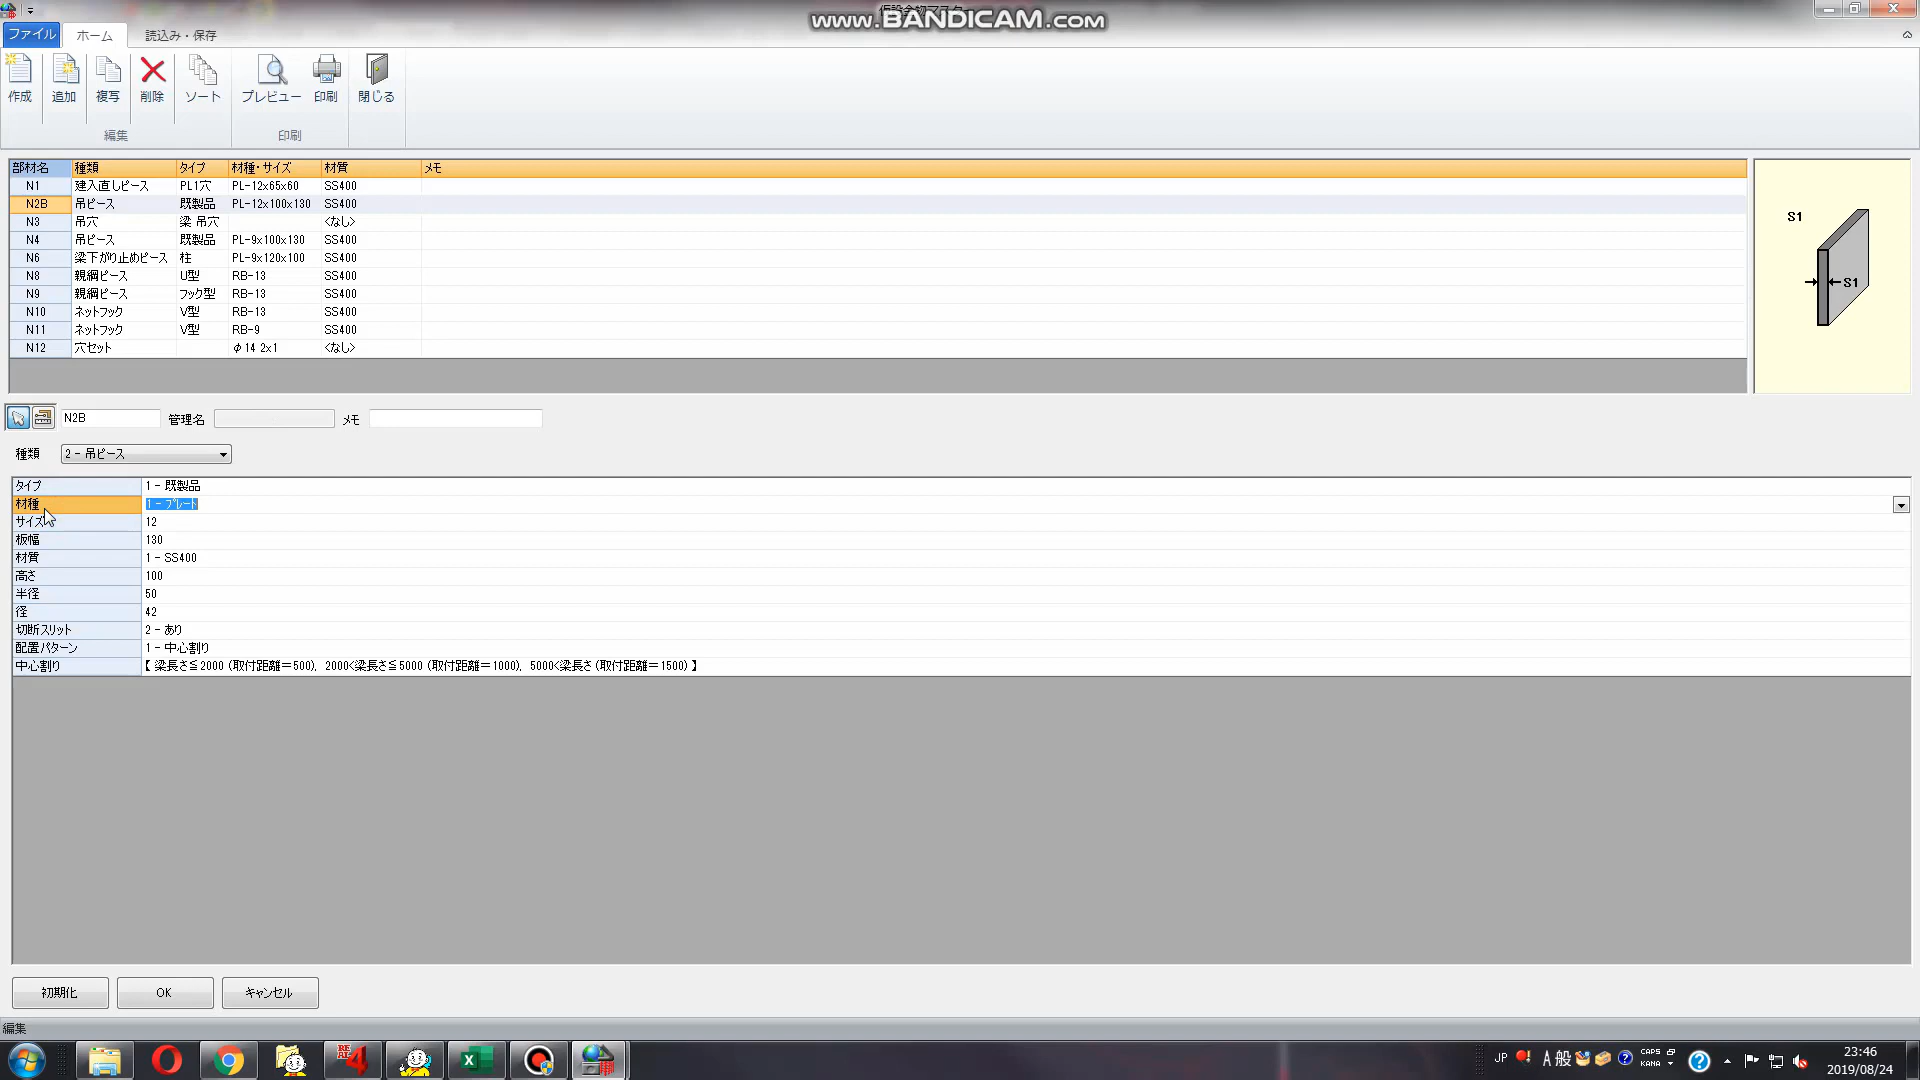 www.BANDICAM.com
ファイル ホーム 読込み・保存
作成 追加 複写 削除 ソート プレビュー 印刷 閉じる
編集 印刷
部材名 種類 タイプ 材種・サイズ 材質 メモ
N1 建入直しピース PL1穴 PL-12x65x60 SS400
N2B 吊ピース 既製品 PL-12x100x130 SS400
N3 吊穴 梁 吊穴 <なし>
N4 吊ピース 既製品 PL-9x100x130 SS400
N6 梁下がり止めピース 柱 PL-9x120x100 SS400
N8 親綱ピース U型 RB-13 SS400
N9 親綱ピース フック型 RB-13 SS400
N10 ネットフック V型 RB-13 SS400
N11 ネットフック V型 RB-9 SS400
N12 穴セット φ14 2x1 <なし>
S1
S1
N2B 管理名 メモ
種類 2 - 吊ピース
タイプ 1 - 既製品
材種 1 - プレート
サイズ 12
板幅 130
材質 1 - SS400
高さ 100
半径 50
径 42
切断スリット 2 - あり
配置パターン 1 - 中心割り
中心割り 【 梁長さ≦2000 (取付距離=500), 2000<梁長さ≦5000 (取付距離=1000), 5000<梁長さ (取付距離=1500) 】
初期化 OK キャンセル
編集
JP A 般 CAPS KANA
23:46
2019/08/24